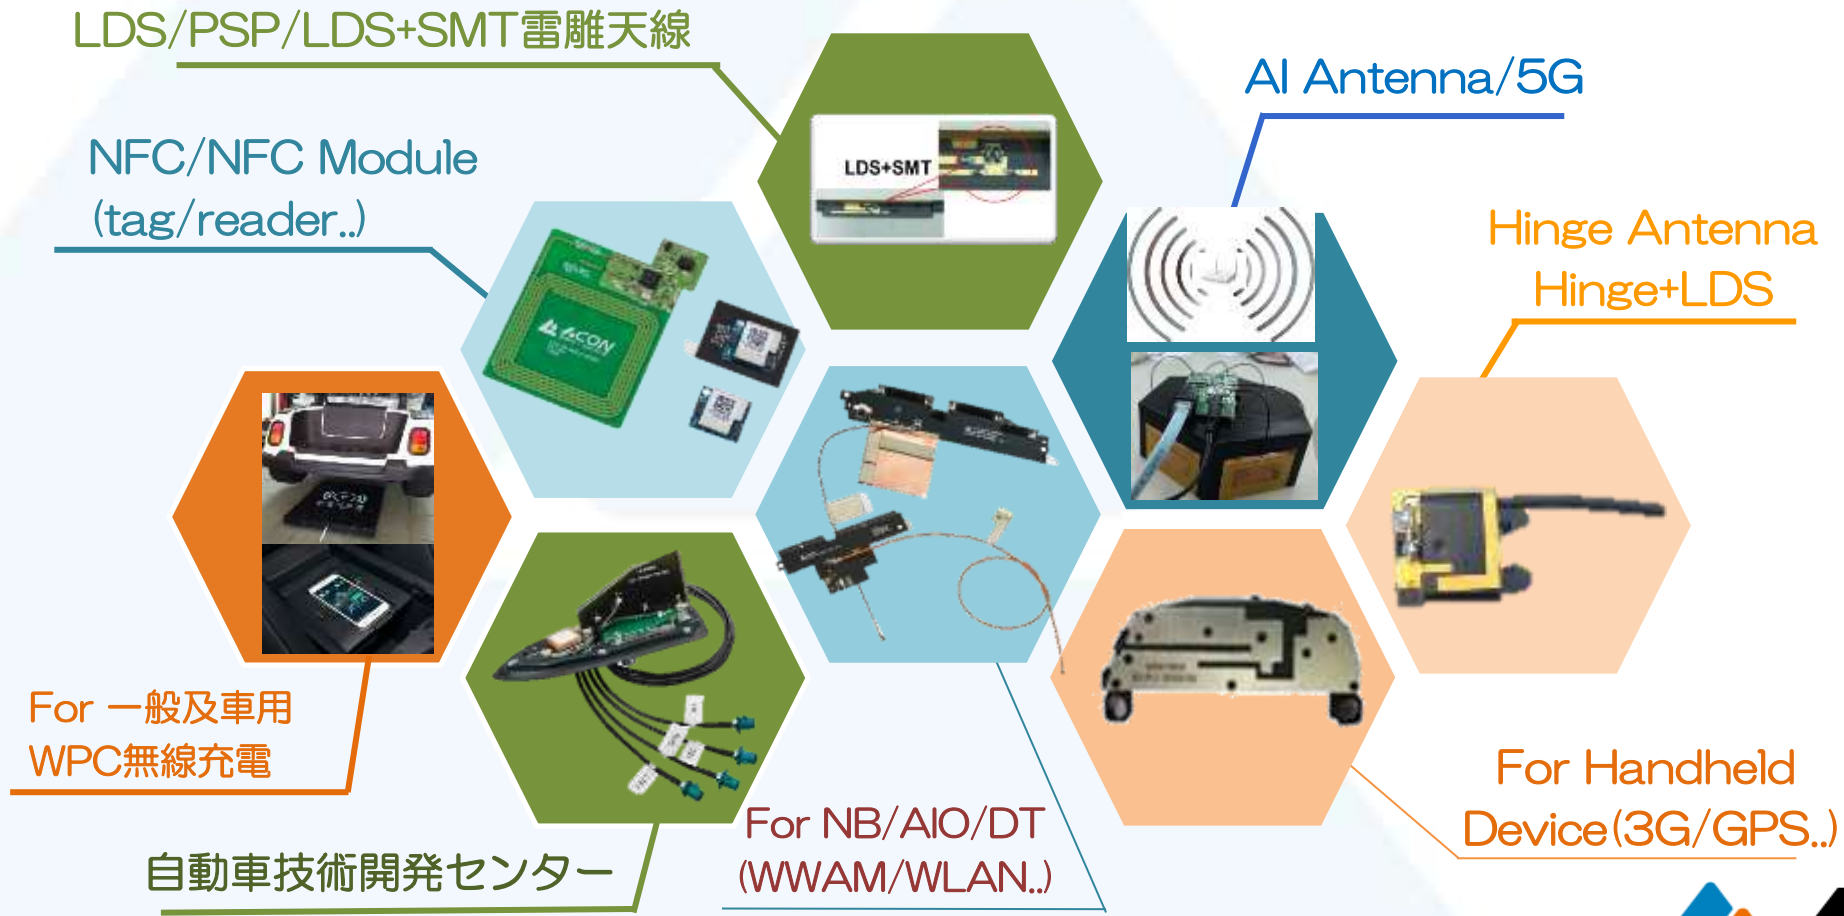 LDS/PSP/LDS+SMT雷雕天線
AI Antenna/5G
NFC/NFC Module
(tag/reader..)
LDS+SMT
Hinge Antenna
Hinge+LDS
ACON
For 一般及車用
WPC無線充電
自動車技術開発センター
For NB/AIO/DT
(WWAM/WLAN..)
For Handheld
Device(3G/GPS..)